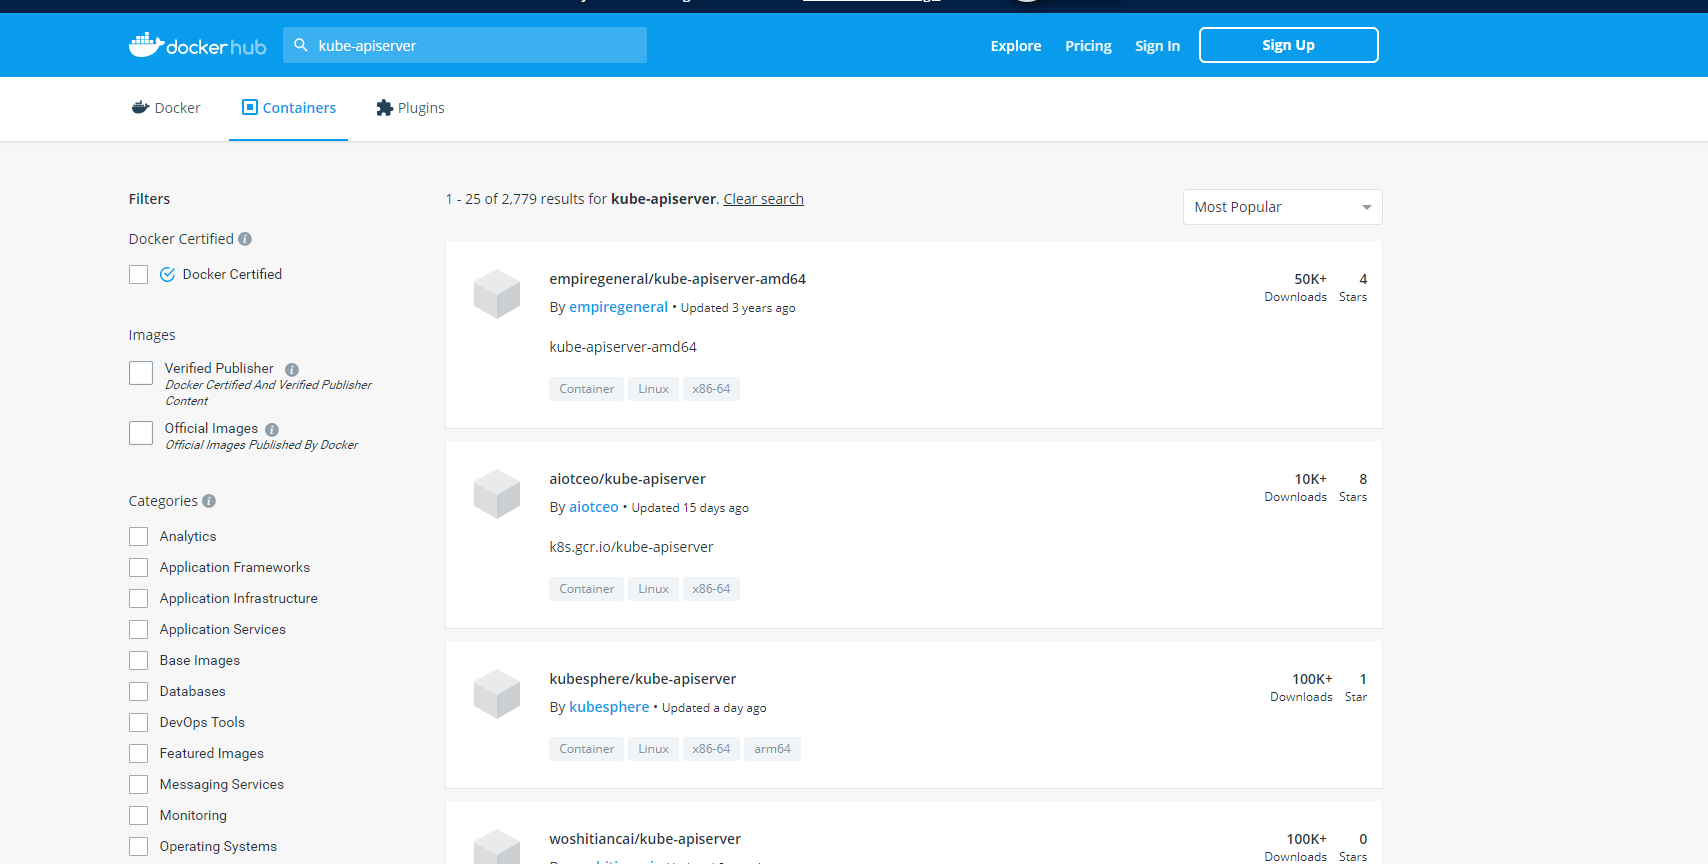 docker hub
kube-apiserver
Explore
Pricing
Sign In
Sign Up
Docker
Containers
Plugins
Filters
Docker Certified
Docker Certified
Images
Verified Publisher
Docker Certified And Verified Publisher
Content
Official Images
Official Images Published By Docker
Categories
Analytics
Application Frameworks
Application Infrastructure
Application Services
Base Images
Databases
DevOps Tools
Featured Images
Messaging Services
Monitoring
Operating Systems
1 - 25 of 2,779 results for kube-apiserver. Clear search
Most Popular
empiregeneral/kube-apiserver-amd64
By empiregeneral • Updated 3 years ago
kube-apiserver-amd64
Container Linux x86-64
50K+ 4
Downloads Stars
aiotceo/kube-apiserver
By aiotceo • Updated 15 days ago
k8s.gcr.io/kube-apiserver
Container Linux x86-64
10K+ 8
Downloads Stars
kubesphere/kube-apiserver
By kubesphere • Updated a day ago
Container Linux x86-64 arm64
100K+ 1
Downloads Star
woshitiancai/kube-apiserver
100K+ 0
Downloads Stars